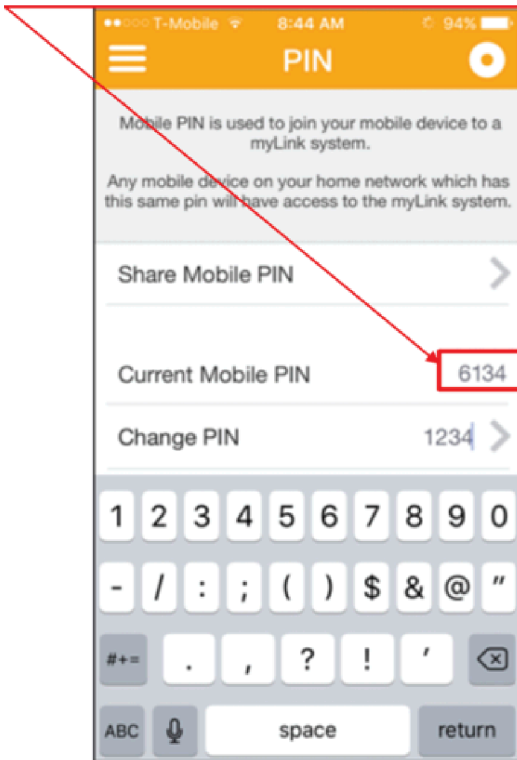 T-Mobile 8:44 AM 94%
PIN
Mobile PIN is used to join your mobile device to a
myLink system.
Any mobile device on your home network which has
this same pin will have access to the myLink system.
Share Mobile PIN
Current Mobile PIN 6134
Change PIN 1234
1 2 3 4 5 6 7 8 9 0
- / : ; ( ) $ & @ "
#+= . , ? ! '
ABC space return